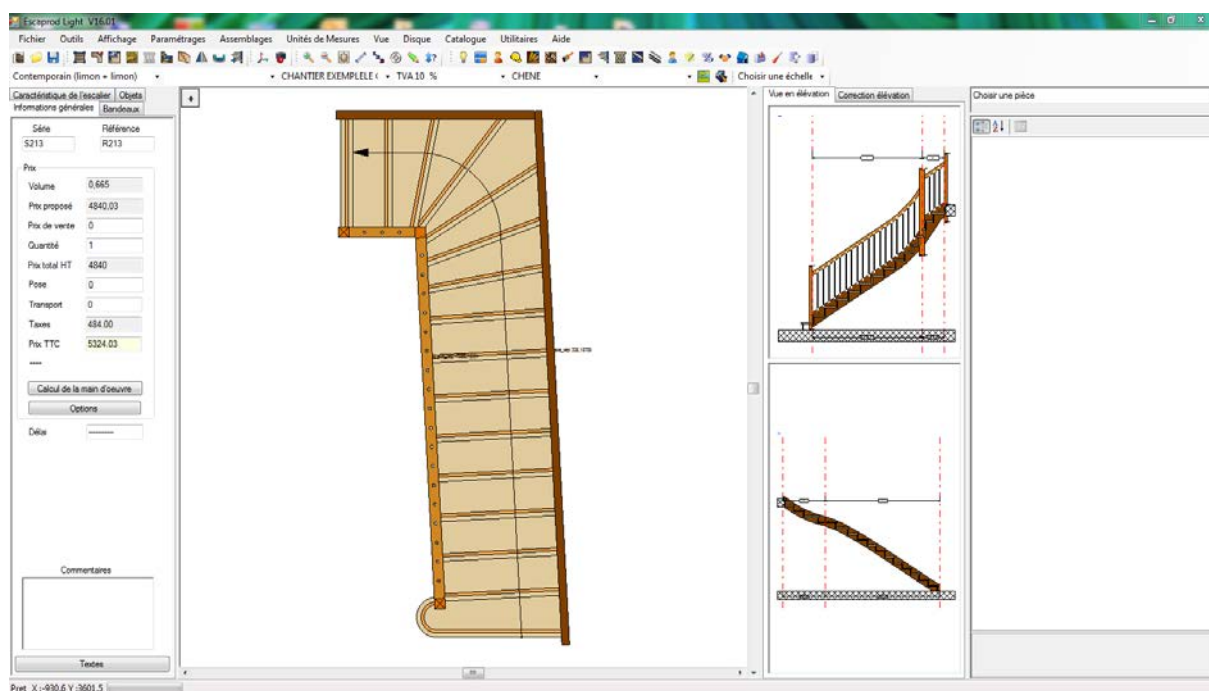 Escaprod Light V16.01
Fichier Outils Affichage Paramétrages Assemblages Unités de Mesures Vue Disque Catalogue Utilitaires Aide
Contemporain (limon + limon) CHANTIER EXEMPLELE ( TVA 10 % CHENE Choisir une échelle
Caractéristique de l'escalier Objets
Informations générales Bandeaux
Vue en élévation Correction élévation
Choisir une pièce
Série Référence
S213 R213
Prix
Volume 0,665
Prix proposé 4840,03
Prix de vente 0
Quantité 1
Prix total HT 4840
Pose 0
Transport 0
Taxes 484.00
Prix TTC 5324.03
----
Calcul de la main d'oeuvre
Options
Délai ----------
Commentaires
Textes
Pret X :-930,6 Y :3601,5